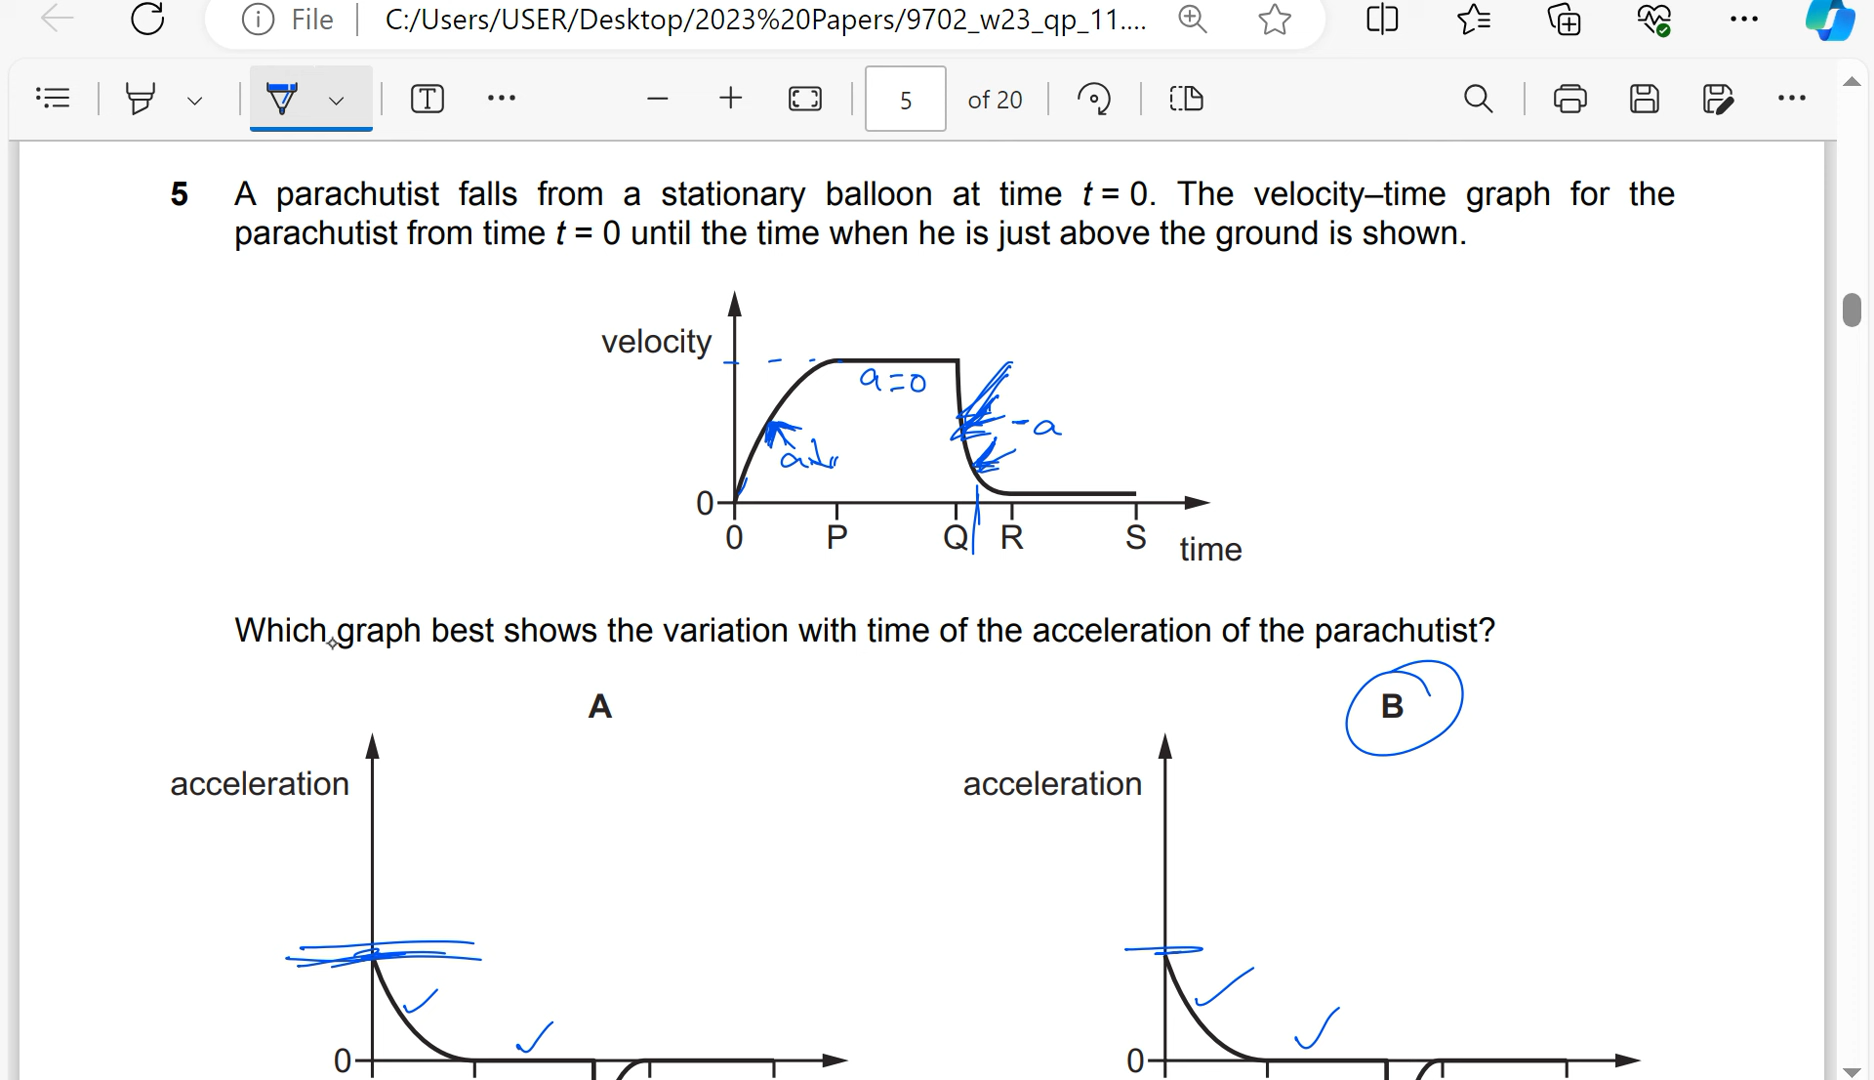 File C:/Users/USER/Desktop/2023%20Papers/9702_w23_qp_11....
5 of 20
5 A parachutist falls from a stationary balloon at time t = 0. The velocity–time graph for the
parachutist from time t = 0 until the time when he is just above the ground is shown.
velocity
a=0
-a
0
0 P Q R S time
Which graph best shows the variation with time of the acceleration of the parachutist?
A B
acceleration acceleration
0 0